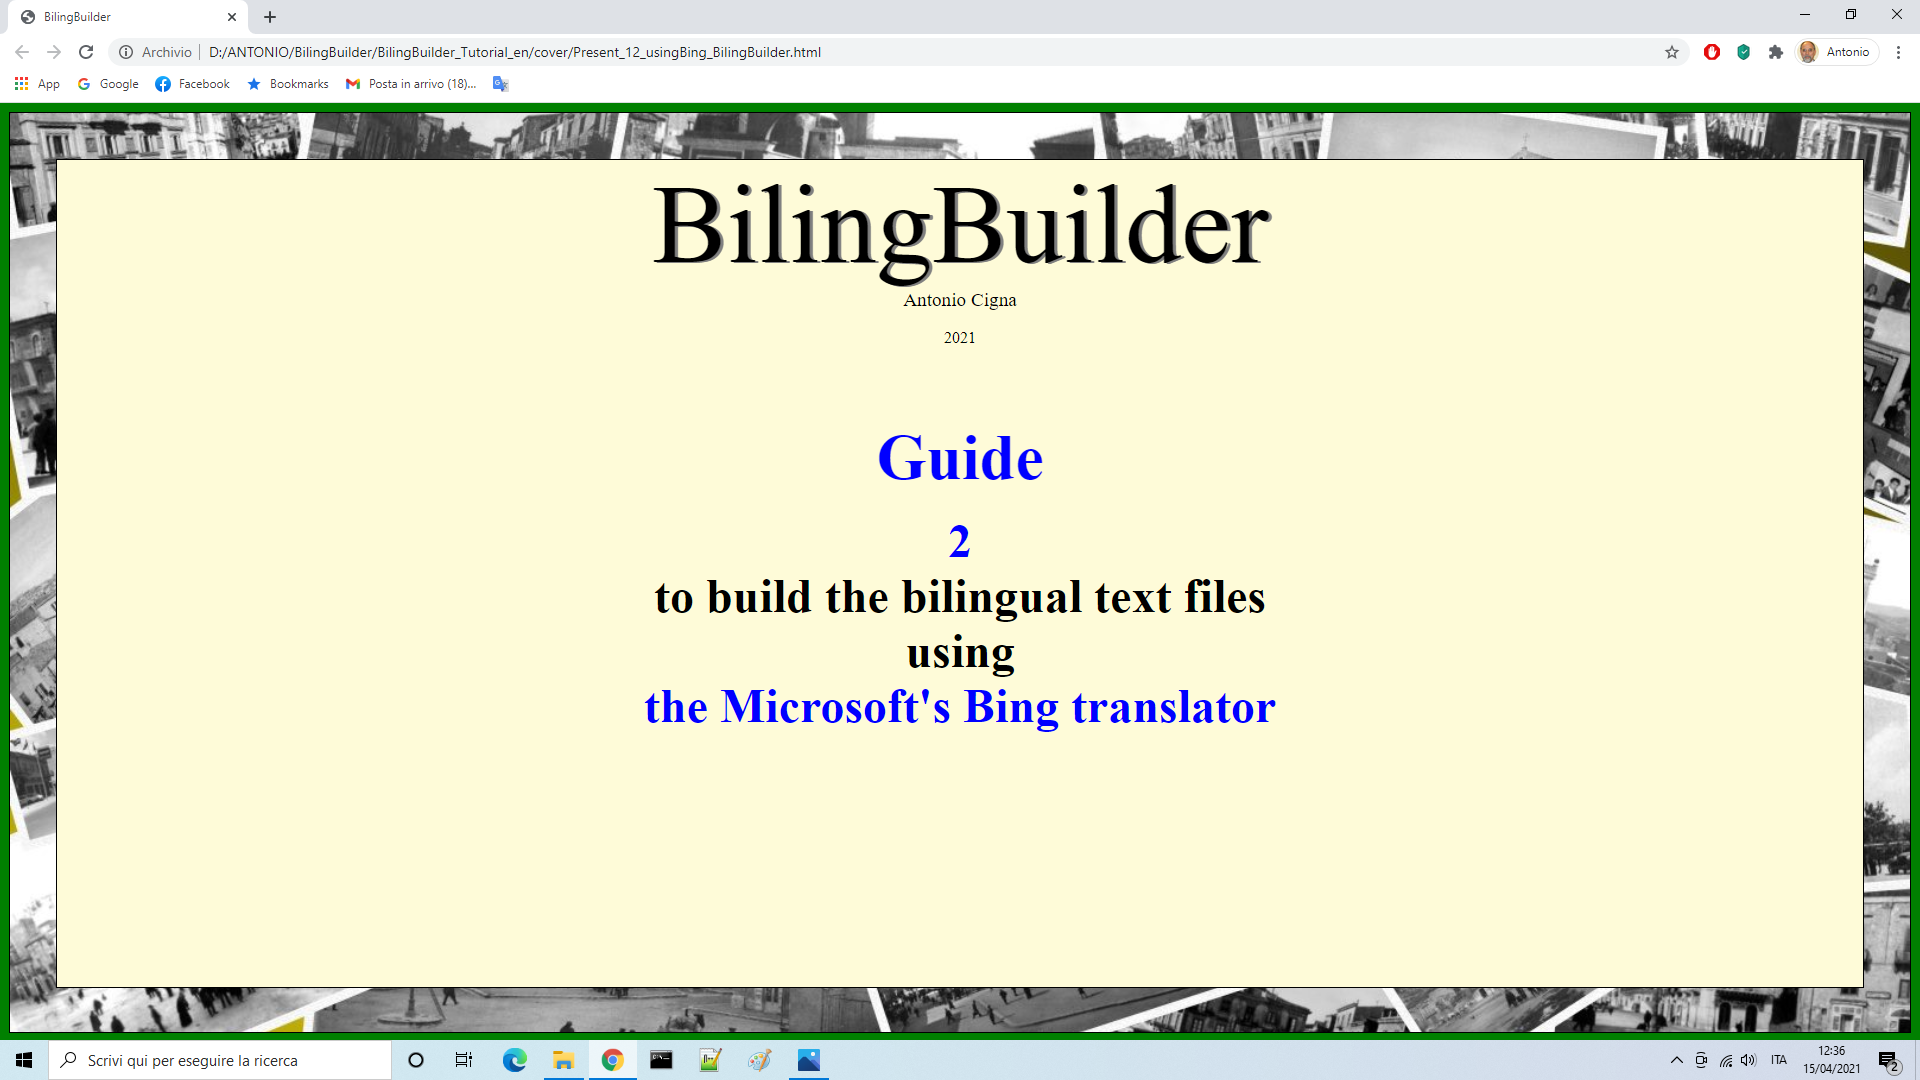 BilingBuilder
Archivio D:/ANTONIO/BilingBuilder/BilingBuilder_Tutorial_en/cover/Present_12_usingBing_BilingBuilder.html
Antonio
App Google Facebook Bookmarks Posta in arrivo (18)...
BilingBuilder
Antonio Cigna
2021
Guide
2
to build the bilingual text files
using
the Microsoft's Bing translator
Scrivi qui per eseguire la ricerca
ITA
12:36
15/04/2021
2